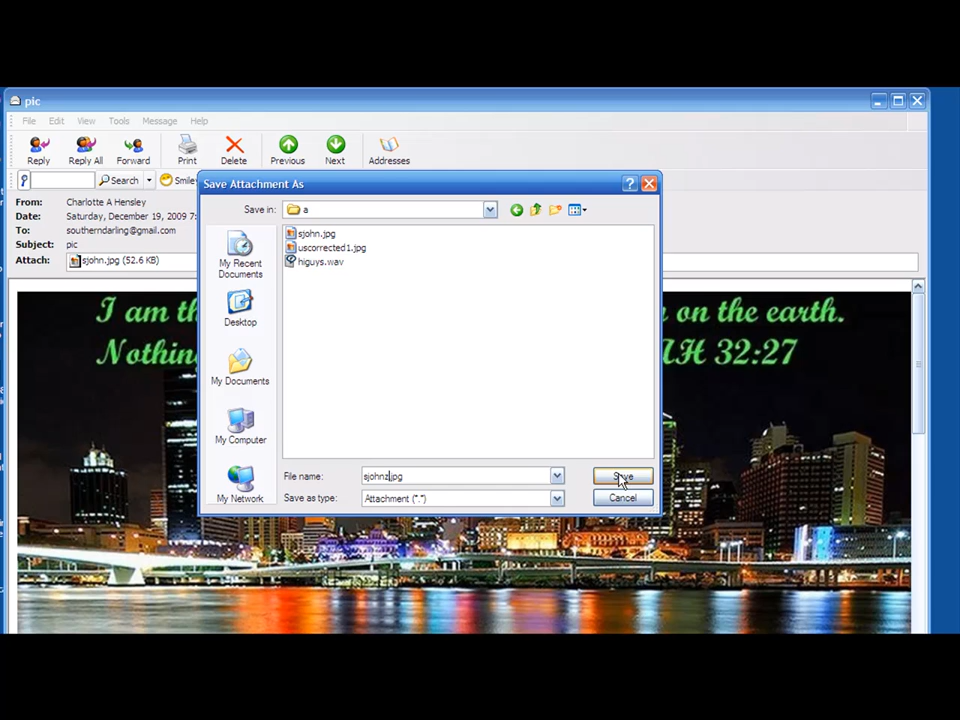 pic
File Edit View Tools Message Help
Reply Reply All Forward Print Delete Previous Next Addresses
Search
From: Charlotte A Hensley
Date: Saturday, December 19, 2009 7:
To: southerndarling@gmail.com
Subject: pic
Attach: sjohn.jpg (52.6 KB)
Save Attachment As
Save in: a
My Recent Documents
Desktop
My Documents
My Computer
My Network
sjohn.jpg
uscorrected1.jpg
higuys.wav
File name: sjohnz.jpg Save
Save as type: Attachment (*.*) Cancel
I am th on the earth.
Nothing AH 32:27